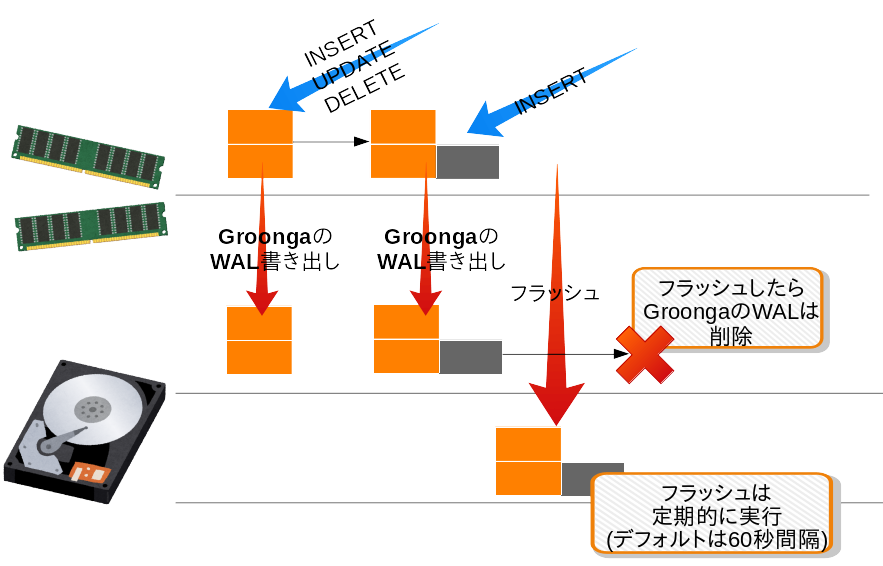 INSERT
UPDATE
DELETE
INSERT
Groongaの
WAL書き出し
Groongaの
WAL書き出し
フラッシュ
フラッシュしたら
GroongaのWALは
削除
フラッシュは
定期的に実行
(デフォルトは60秒間隔)